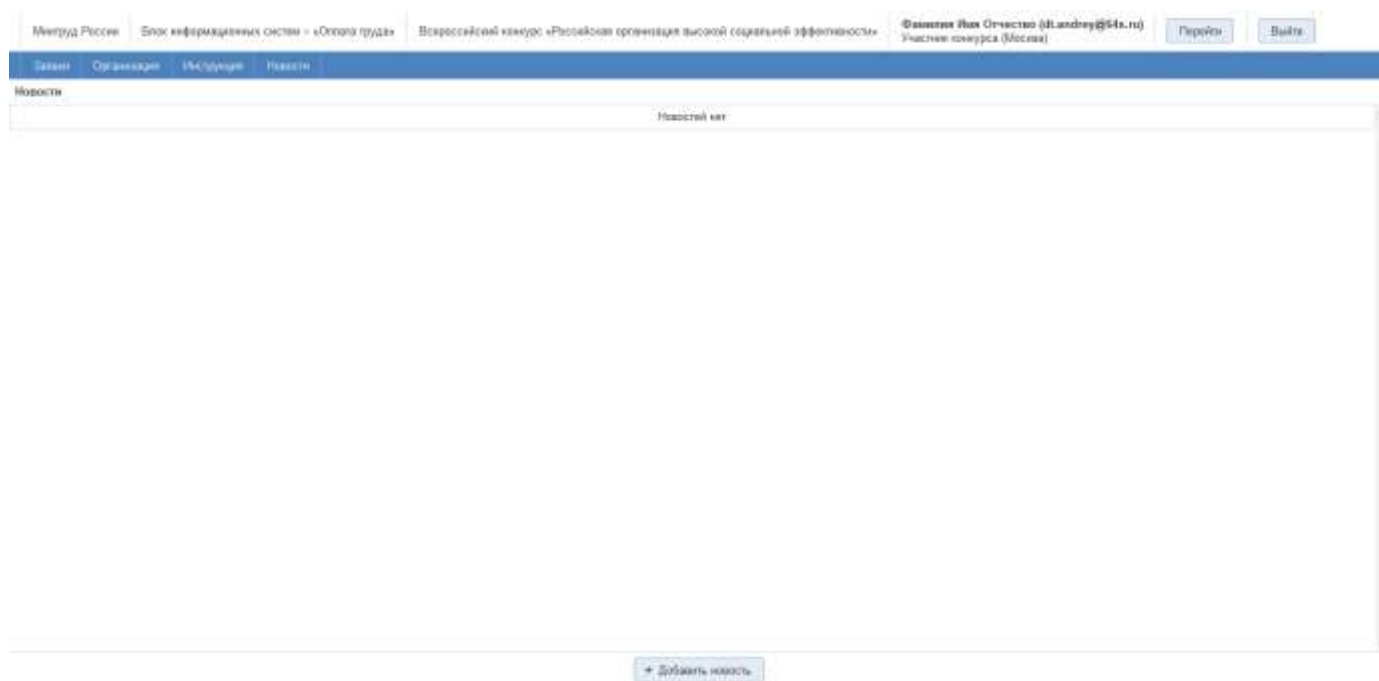 Минтруд России
Блок информационных систем – «Оплата труда»
Всероссийский конкурс «Российская организация высокой социальной эффективности»
Фамилия Имя Отчество (dt.andrey@64s.ru)
Участник конкурса (Москва)
Перейти
Выйти
Заявки
Организация
Инструкция
Новости
Новости
Новостей нет
+ Добавить новость